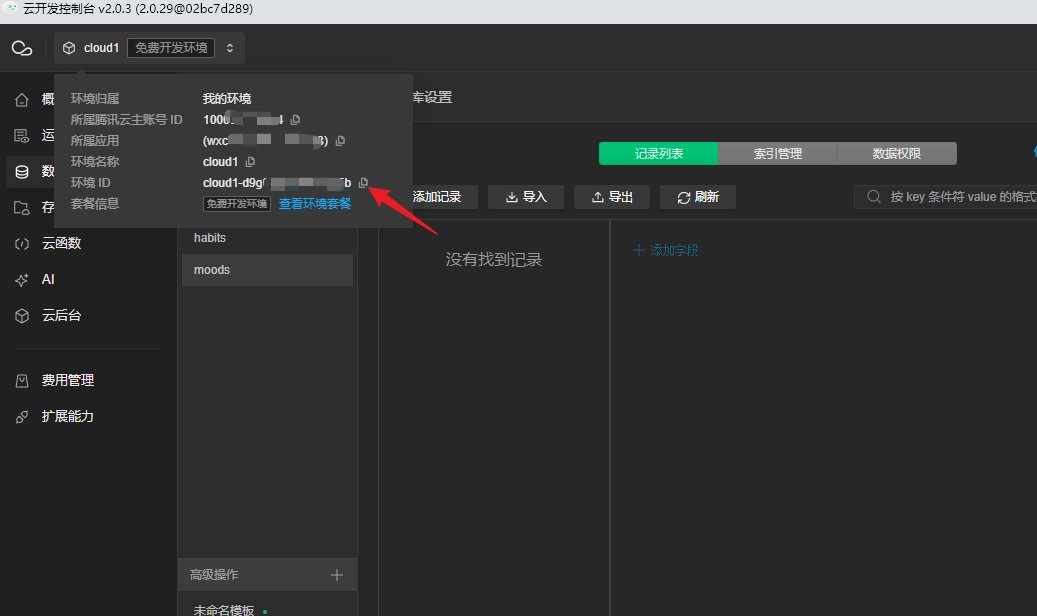 云开发控制台 v2.0.3 (2.0.29@02bc7d289)
cloud1 免费开发环境
环境归属 我的环境
所属腾讯云主账号 ID
所属应用 (wxc
环境名称 cloud1
环境 ID cloud1-d9gf
套餐信息 免费开发环境 查看环境套餐
概
运
数
存
云函数
AI
云后台
费用管理
扩展能力
habits
moods
高级操作
未命名模板
库设置
记录列表 索引管理 数据权限
添加记录 导入 导出 刷新 按 key 条件符 value 的格式
没有找到记录
添加字段